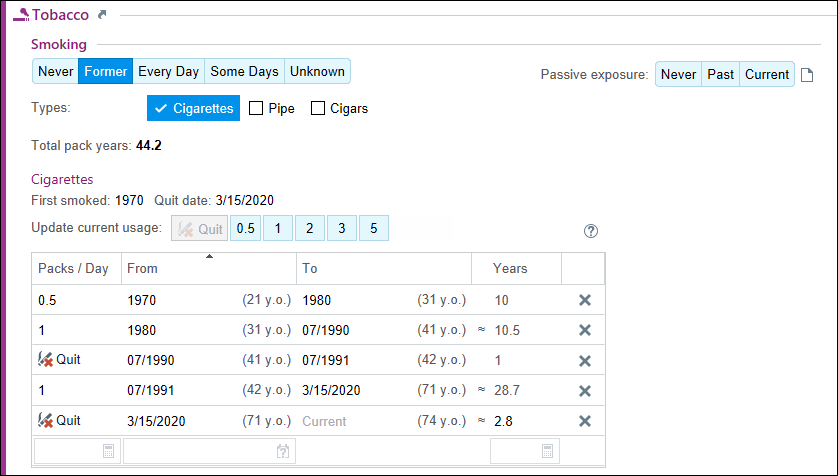 Tobacco
Smoking
Never Former Every Day Some Days Unknown Passive exposure: Never Past Current
Types: Cigarettes Pipe Cigars
Total pack years: 44.2
Cigarettes
First smoked: 1970 Quit date: 3/15/2020
Update current usage: Quit 0.5 1 2 3 5
Packs / Day From To Years
0.5 1970 (21 y.o.) 1980 (31 y.o.) 10
1 1980 (31 y.o.) 07/1990 (41 y.o.) ≈ 10.5
Quit 07/1990 (41 y.o.) 07/1991 (42 y.o.) 1
1 07/1991 (42 y.o.) 3/15/2020 (71 y.o.) ≈ 28.7
Quit 3/15/2020 (71 y.o.) Current (74 y.o.) ≈ 2.8